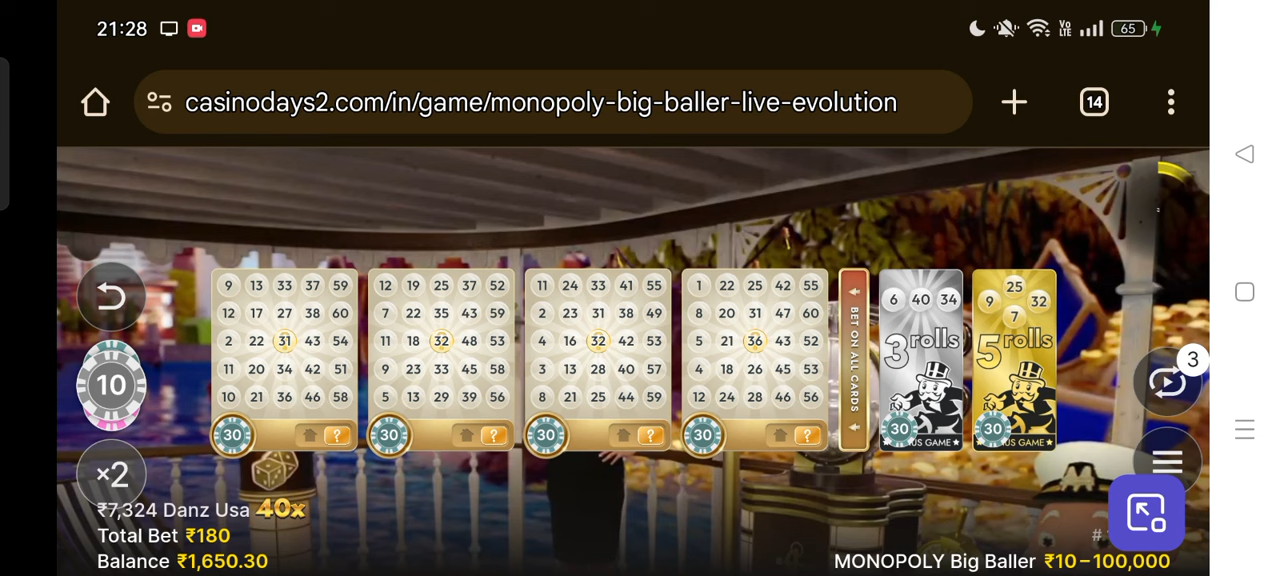 21:28
Vo LTE 65
casinodays2.com/in/game/monopoly-big-baller-live-evolution
14
9 13 33 37 59
12 17 27 38 60
2 22 31 43 54
11 20 34 42 51
10 21 36 46 58
30 ?
12 19 25 37 52
7 22 35 43 59
11 18 32 48 53
9 23 33 45 58
5 13 29 39 56
30 ?
11 24 33 41 55
2 23 31 38 49
4 16 32 42 53
3 13 28 40 57
8 21 25 44 59
30 ?
1 22 25 42 55
8 20 31 47 60
5 21 36 43 52
4 18 26 45 53
12 24 28 46 56
30 ?
BET ON ALL CARDS
6 40 34
3 rolls
30
US GAME
25
9 32
7
5 rolls
30
US GAME
10
×2
3
₹7,324 Danz Usa 40x
Total Bet ₹180
Balance ₹1,650.30
#
MONOPOLY Big Baller ₹10–100,000